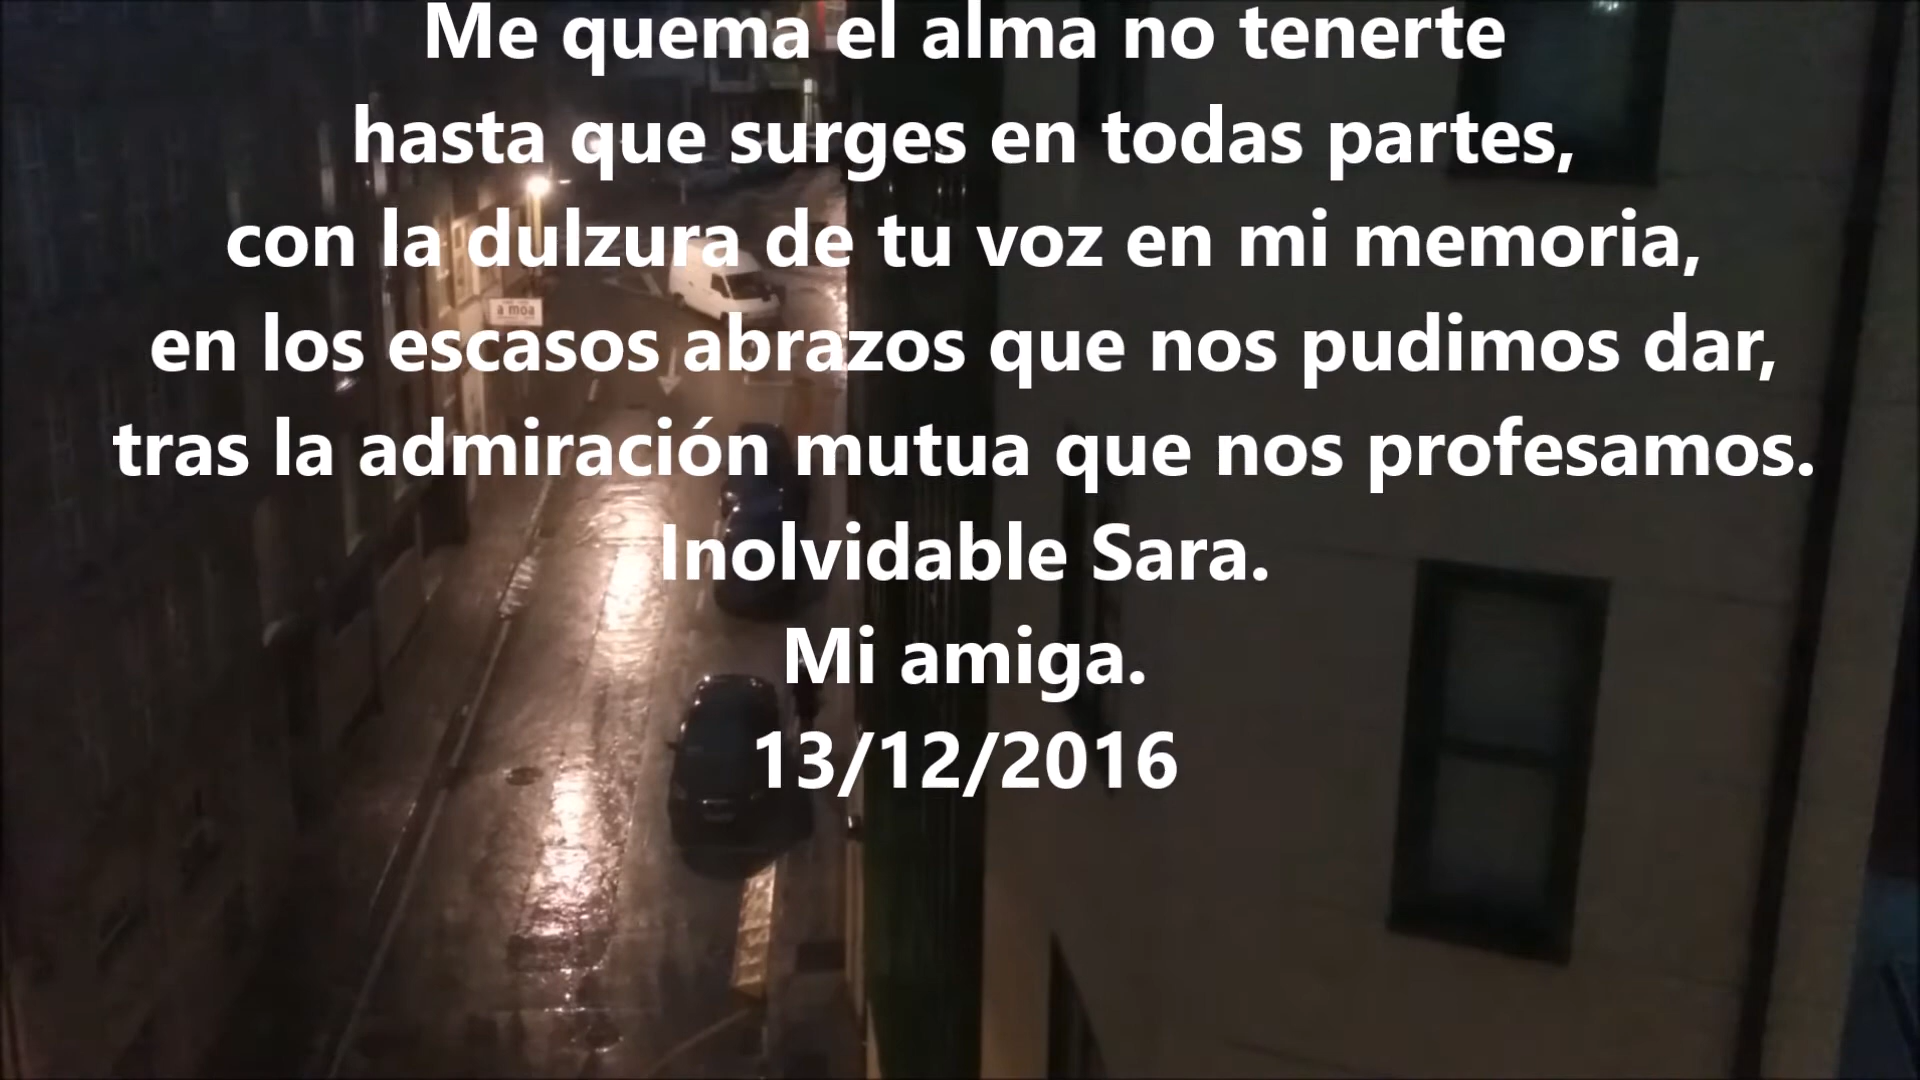 Me quema el alma no tenerte
hasta que surges en todas partes,
con la dulzura de tu voz en mi memoria,
en los escasos abrazos que nos pudimos dar,
tras la admiración mutua que nos profesamos.
Inolvidable Sara.
Mi amiga.
13/12/2016
a moa